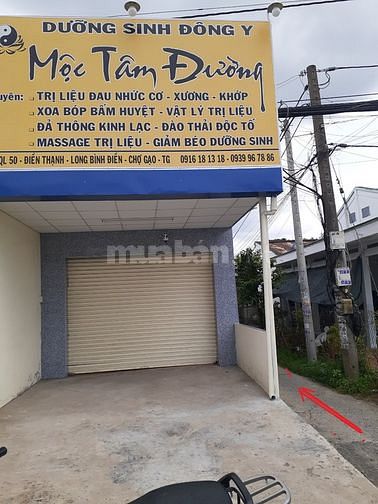 DƯỠNG SINH ĐÔNG Y
Mộc Tâm Đường
uyên:
TRỊ LIỆU ĐAU NHỨC CƠ - XƯƠNG - KHỚP
XOA BÓP BẤM HUYỆT - VẬT LÝ TRỊ LIỆU
ĐẢ THÔNG KINH LẠC - ĐÀO THẢI ĐỘC TỐ
MASSAGE TRỊ LIỆU - GIẢM BÉO DƯỠNG SINH
QL 50 - ĐIỀN THẠNH - LONG BÌNH ĐIỀN - CHỢ GẠO - TG 0916 18 13 18 - 0939 96 78 86
muaban